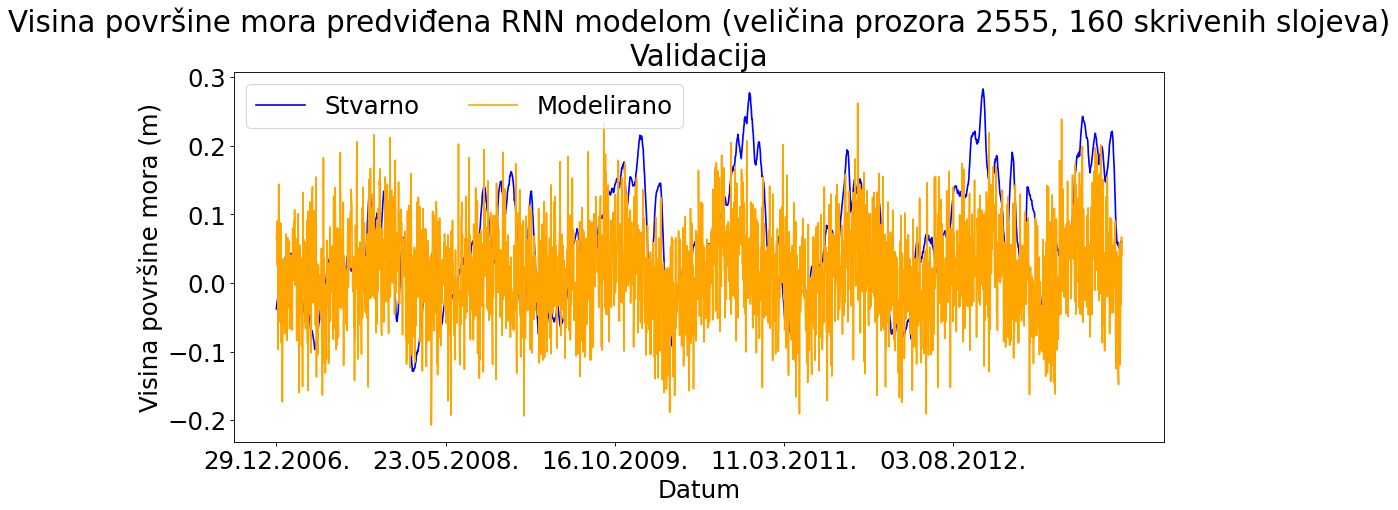 Visina površine mora predviđena RNN modelom (veličina prozora 2555, 160 skrivenih slojeva)
Validacija
Stvarno Modelirano
Visina površine mora (m)
0.3
0.2
0.1
0.0
−0.1
−0.2
29.12.2006. 23.05.2008. 16.10.2009. 11.03.2011. 03.08.2012.
Datum